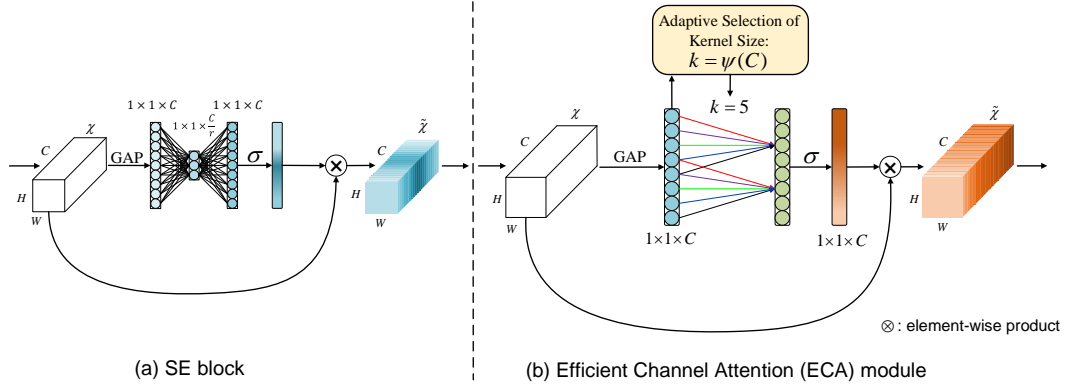 1 × 1 × C
1 × 1 × C
1 × 1 × C/r
χ
C
GAP
σ
H
W
⊗
χ̃
C
H
W
(a) SE block
Adaptive Selection of
Kernel Size:
k = ψ(C)
k = 5
χ
C
GAP
σ
H
W
1×1×C
1×1×C
⊗
χ̃
C
H
W
⊗ : element-wise product
(b) Efficient Channel Attention (ECA) module